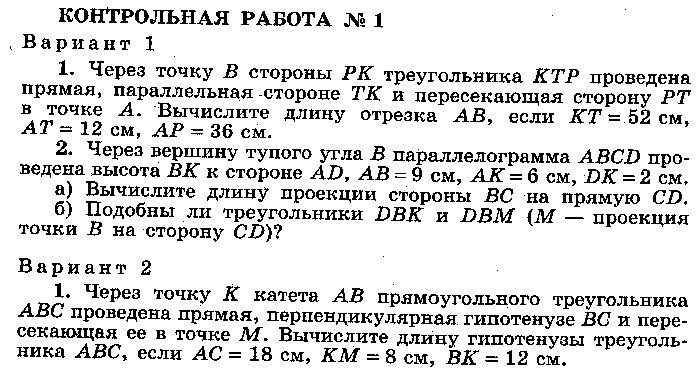 КОНТРОЛЬНАЯ РАБОТА № 1
Вариант 1
1. Через точку B стороны PK треугольника KTP проведена
прямая, параллельная стороне TK и пересекающая сторону PT
в точке A. Вычислите длину отрезка AB, если KT = 52 см,
AT = 12 см, AP = 36 см.
2. Через вершину тупого угла B параллелограмма ABCD про-
ведена высота BK к стороне AD, AB = 9 см, AK = 6 см, DK = 2 см.
а) Вычислите длину проекции стороны BC на прямую CD.
б) Подобны ли треугольники DBK и DBM (M — проекция
точки B на сторону CD)?
Вариант 2
1. Через точку K катета AB прямоугольного треугольника
ABC проведена прямая, перпендикулярная гипотенузе BC и пере-
секающая ее в точке M. Вычислите длину гипотенузы треуголь-
ника ABC, если AC = 18 см, KM = 8 см, BK = 12 см.